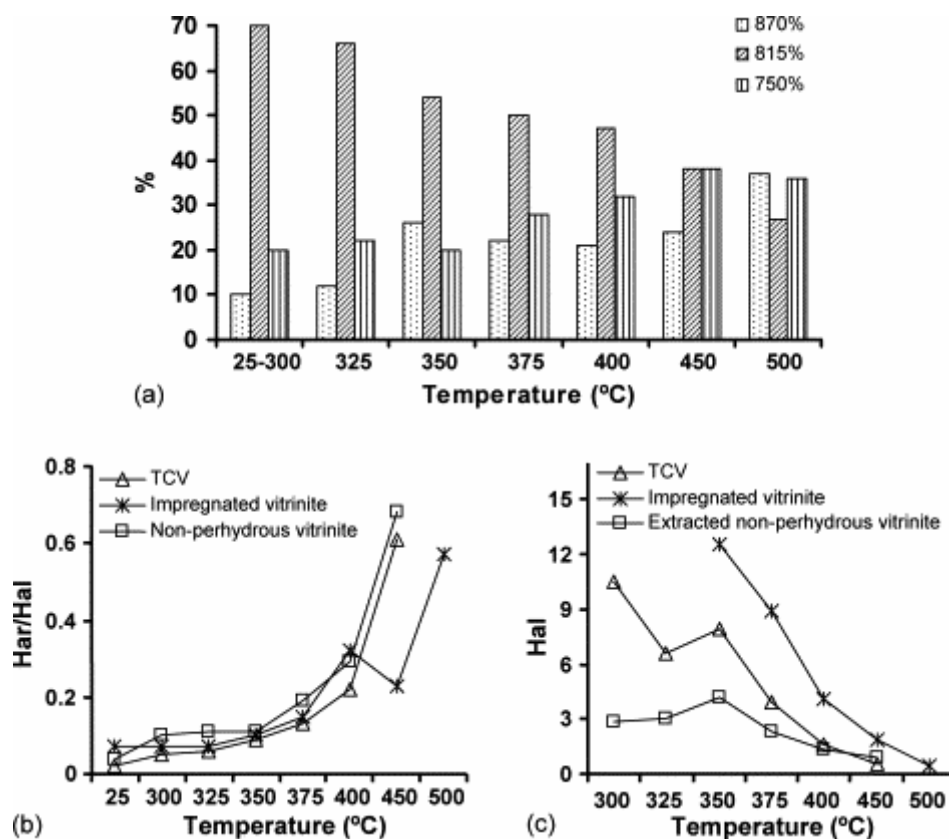 70
60
50
40
30
20
10
0
%
870%
815%
750%
25-300 325 350 375 400 450 500
(a) Temperature (ºC)
0.8
0.6
0.4
0.2
0
Har/Hal
TCV
Impregnated vitrinite
Non-perhydrous vitrinite
25 300 325 350 375 400 450 500
(b) Temperature (ºC)
15
12
9
6
3
0
Hal
TCV
Impregnated vitrinite
Extracted non-perhydrous vitrinite
300 325 350 375 400 450 500
(c) Temperature (ºC)